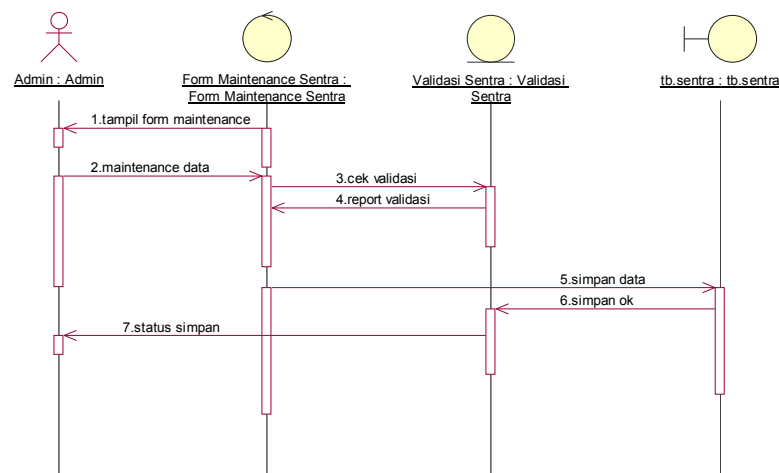 Admin : Admin
Form Maintenance Sentra :
Form Maintenance Sentra
Validasi Sentra : Validasi
Sentra
tb.sentra : tb.sentra
1.tampil form maintenance
2.maintenance data
3.cek validasi
4.report validasi
5.simpan data
6.simpan ok
7.status simpan